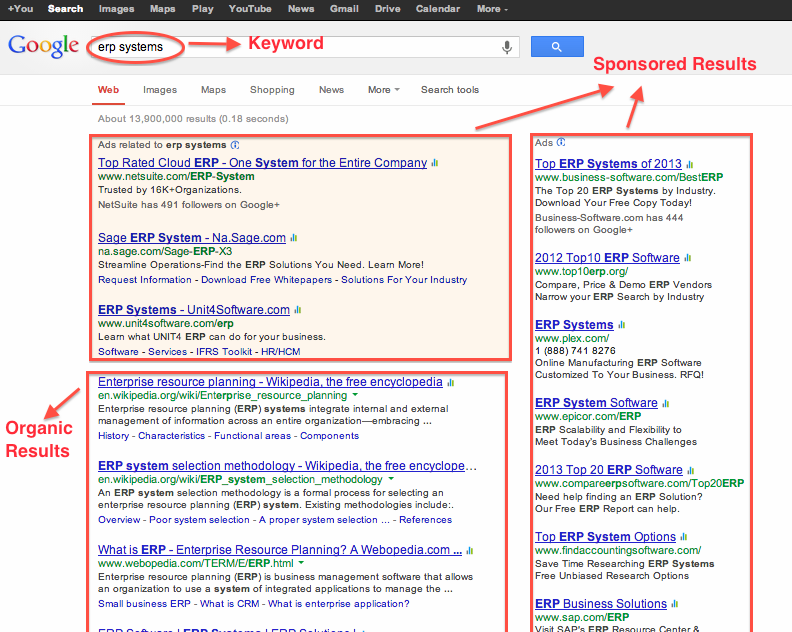 +You Search Images Maps Play YouTube News Gmail Drive Calendar More
Google erp systems Keyword
Sponsored Results
Web Images Maps Shopping News More Search tools
About 13,900,000 results (0.18 seconds)
Ads related to erp systems
Top Rated Cloud ERP - One System for the Entire Company
www.netsuite.com/ERP-System
Trusted by 16K+Organizations.
NetSuite has 491 followers on Google+
Sage ERP System - Na.Sage.com
na.sage.com/Sage-ERP-X3
Streamline Operations-Find the ERP Solutions You Need. Learn More!
Request Information - Download Free Whitepapers - Solutions For Your Industry
ERP Systems - Unit4Software.com
www.unit4software.com/erp
Learn what UNIT4 ERP can do for your business.
Software - Services - IFRS Toolkit - HR/HCM
Organic
Results
Enterprise resource planning - Wikipedia, the free encyclopedia
en.wikipedia.org/wiki/Enterprise_resource_planning
Enterprise resource planning (ERP) systems integrate internal and external
management of information across an entire organization—embracing ...
History - Characteristics - Functional areas - Components
ERP system selection methodology - Wikipedia, the free encyclope...
en.wikipedia.org/wiki/ERP_system_selection_methodology
An ERP system selection methodology is a formal process for selecting an
enterprise resource planning (ERP) system. Existing methodologies include:.
Overview - Poor system selection - A proper system selection ... - References
What is ERP - Enterprise Resource Planning? A Webopedia.com ...
www.webopedia.com/TERM/E/ERP.html
Enterprise resource planning (ERP) is business management software that allows
an organization to use a system of integrated applications to manage the ...
Small business ERP - What is CRM - What is enterprise application?
ERP Software | ERP Systems | ERP Solutions |
Ads
Top ERP Systems of 2013
www.business-software.com/BestERP
The Top 20 ERP Systems by Industry.
Download Your Free Copy Today!
Business-Software.com has 444
followers on Google+
2012 Top10 ERP Software
www.top10erp.org/
Compare, Price & Demo ERP Vendors
Narrow your ERP Search by Industry
ERP Systems
www.plex.com/
1 (888) 741 8276
Online Manufacturing ERP Software
Customized To Your Business. RFQ!
ERP System Software
www.epicor.com/ERP
ERP Scalability and Flexibility to
Meet Today's Business Challenges
2013 Top 20 ERP Software
www.compareerpsoftware.com/Top20ERP
Need help finding an ERP Solution?
Our Free ERP Report can help.
Top ERP System Options
www.findaccountingsoftware.com/
Save Time Researching ERP Systems
Free Unbiased Research Options
ERP Business Solutions
www.sap.com/ERP
Visit SAP's ERP Resource Center &